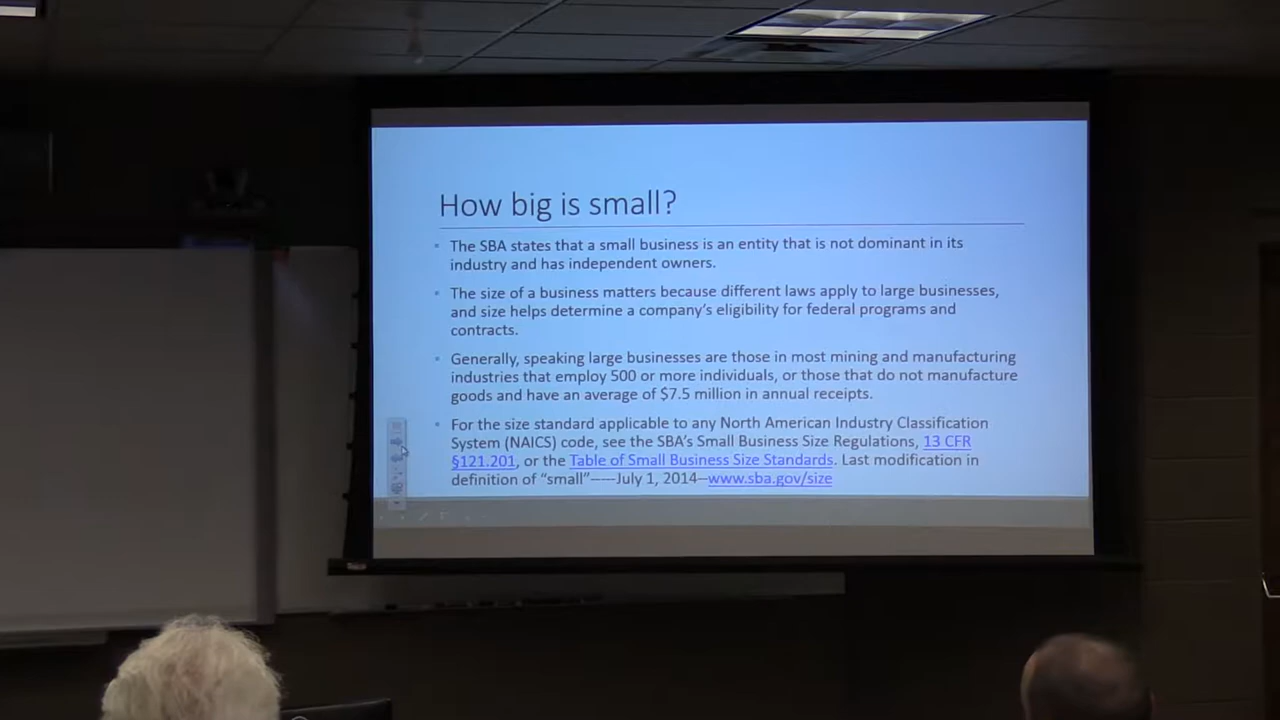 How big is small?
The SBA states that a small business is an entity that is not dominant in its
industry and has independent owners.
The size of a business matters because different laws apply to large businesses,
and size helps determine a company's eligibility for federal programs and
contracts.
Generally, speaking large businesses are those in most mining and manufacturing
industries that employ 500 or more individuals, or those that do not manufacture
goods and have an average of $7.5 million in annual receipts.
For the size standard applicable to any North American Industry Classification
System (NAICS) code, see the SBA's Small Business Size Regulations, 13 CFR
§121.201, or the Table of Small Business Size Standards. Last modification in
definition of "small"–—July 1, 2014–www.sba.gov/size